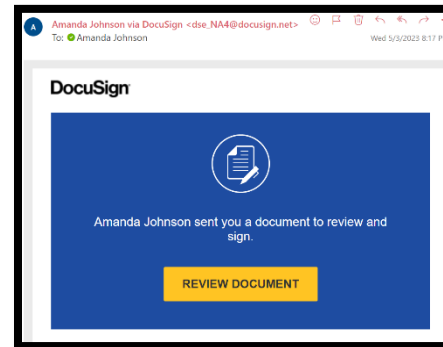 A
Amanda Johnson via DocuSign <dse_NA4@docusign.net>
To: Amanda Johnson
Wed 5/3/2023 8:17 P
DocuSign
Amanda Johnson sent you a document to review and
sign.
REVIEW DOCUMENT